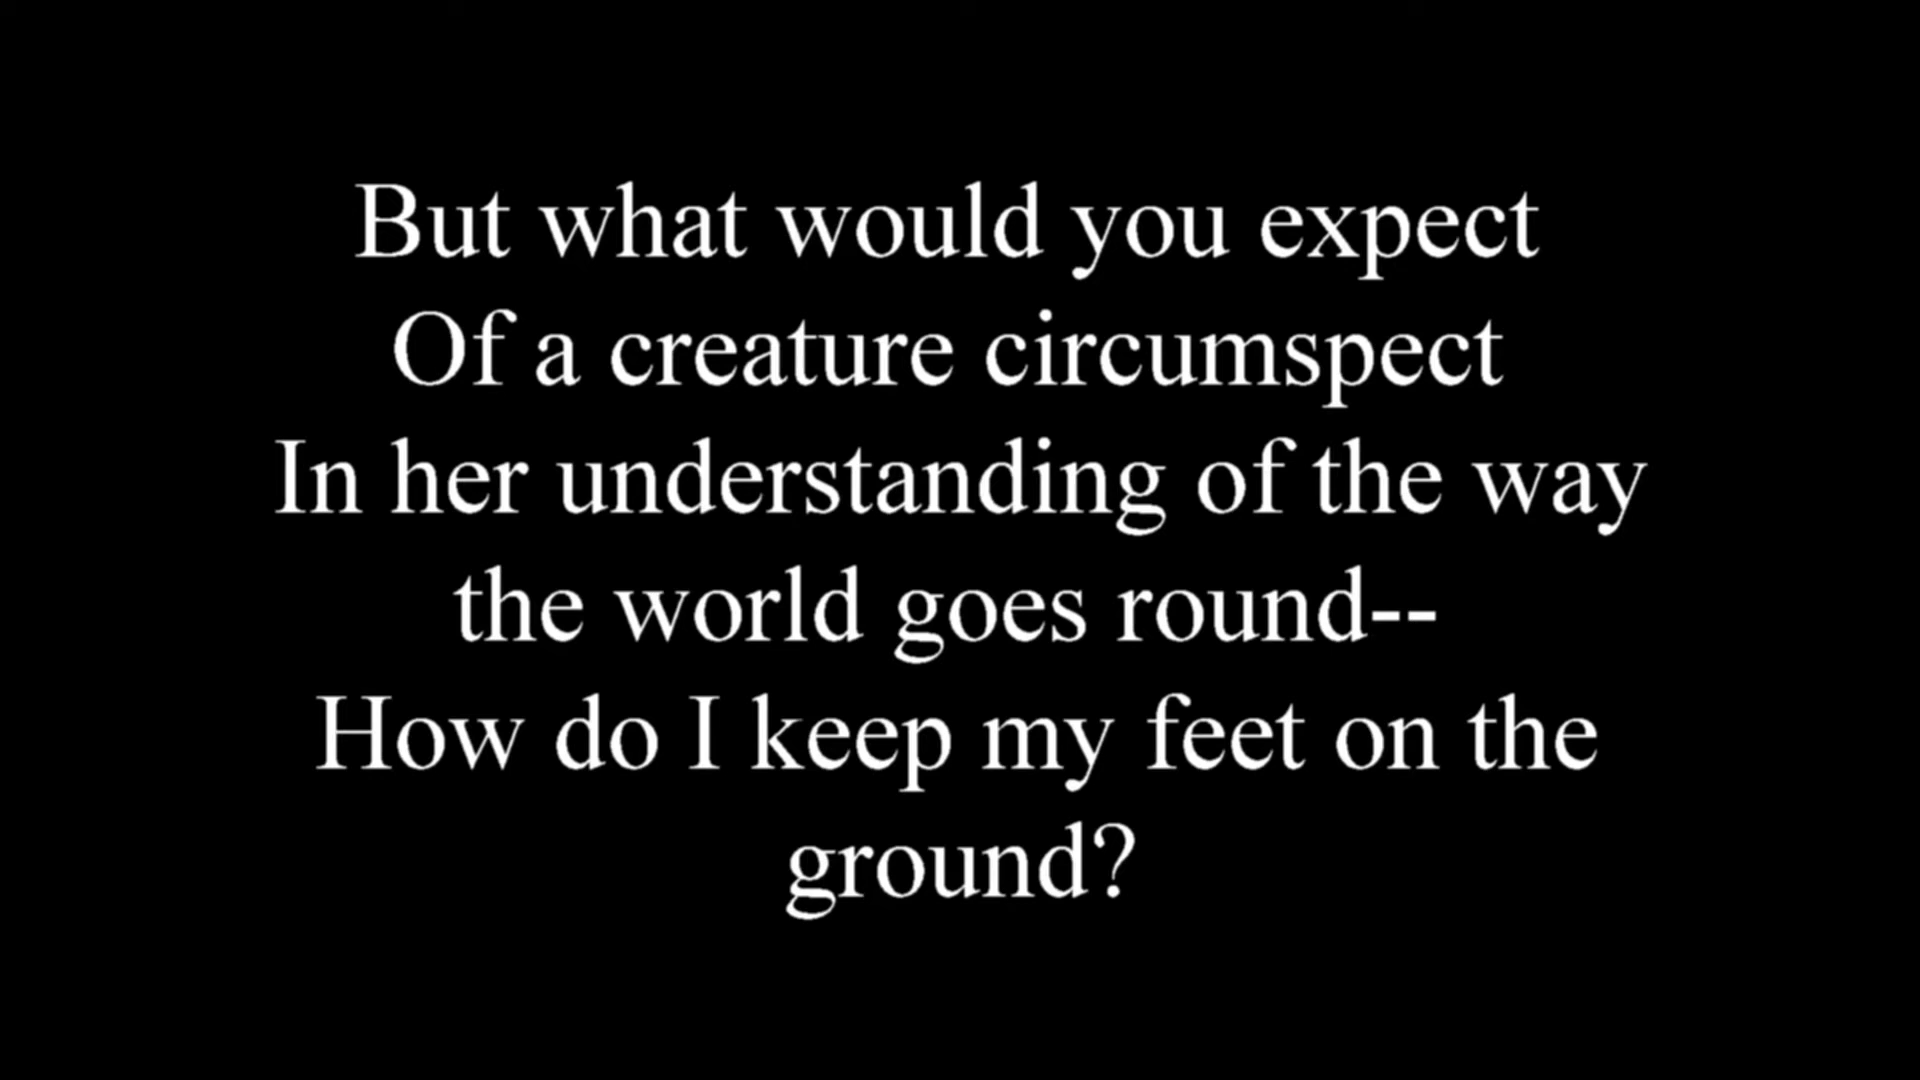 But what would you expect
Of a creature circumspect
In her understanding of the way
the world goes round--
How do I keep my feet on the
ground?